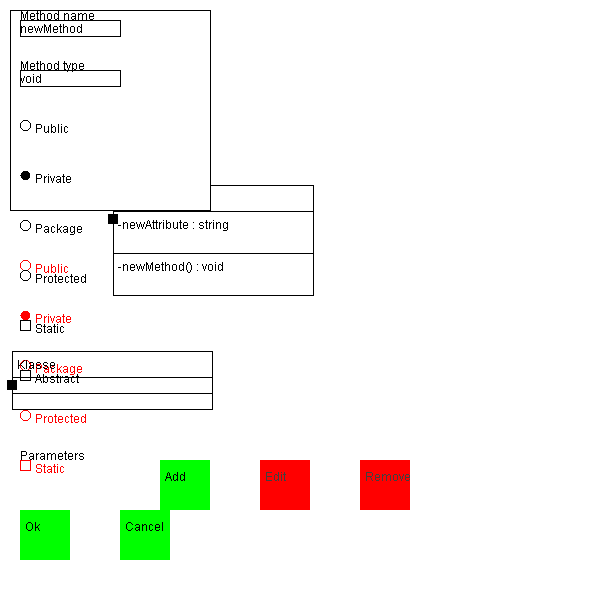 Method name
newMethod
Method type
void
Public
Private
Package
-newAttribute : string
-newMethod() : void
Public
Protected
Private
Static
Klasse
Package
Abstract
Protected
Parameters
Static
Add
Edit
Remove
Ok
Cancel